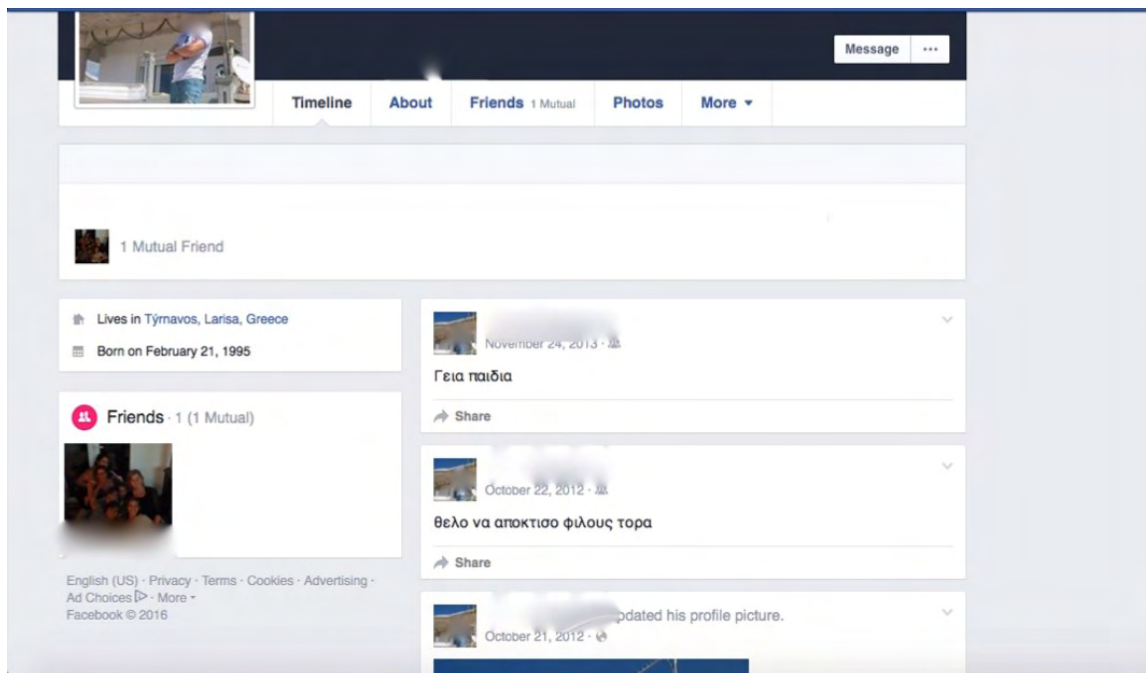 Message
Timeline About Friends 1 Mutual Photos More
1 Mutual Friend
Lives in Týrnavos, Larisa, Greece
Born on February 21, 1995
Friends · 1 (1 Mutual)
English (US) · Privacy · Terms · Cookies · Advertising ·
Ad Choices · More
Facebook © 2016
November 24, 2013 ·
Γεια παιδια
Share
October 22, 2012 ·
θελο να αποκτισο φιλους τορα
Share
his profile picture.
October 21, 2012 ·